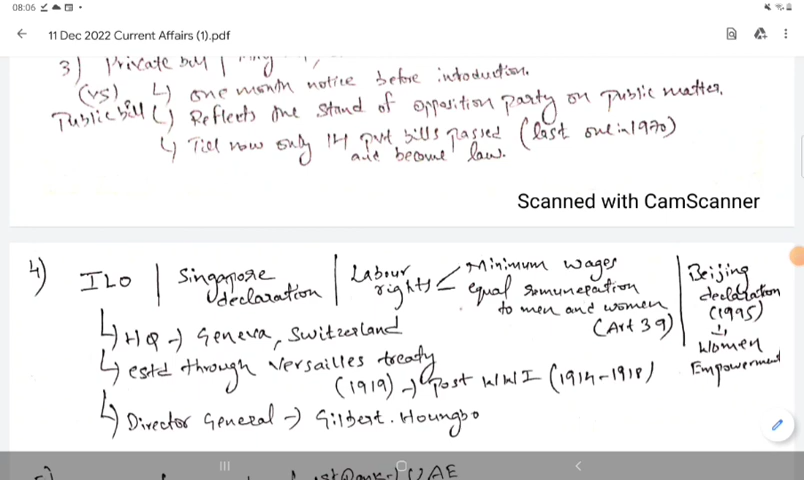 08:06
11 Dec 2022 Current Affairs (1).pdf
3) Private bill |
(vs) ↳ one month notice before intoduction.
Public bill ↳ Reflects the stand of opposition party on public matter.
↳ Till now only 14 pvt bills passed (last one in 1970)
and become law.
Scanned with CamScanner
4) ILO | Singapore declaration | Labour rights < Minimum wages
equal remuneration to men and women (Art 39) | Beijing declaration (1995)
↓
Women Empowerment
↳ HQ → Geneva, Switzerland
↳ estd through Versailles treaty (1919) → Post WWI (1914-1918)
↳ Director General → Gilbert. Houngbo
UAE